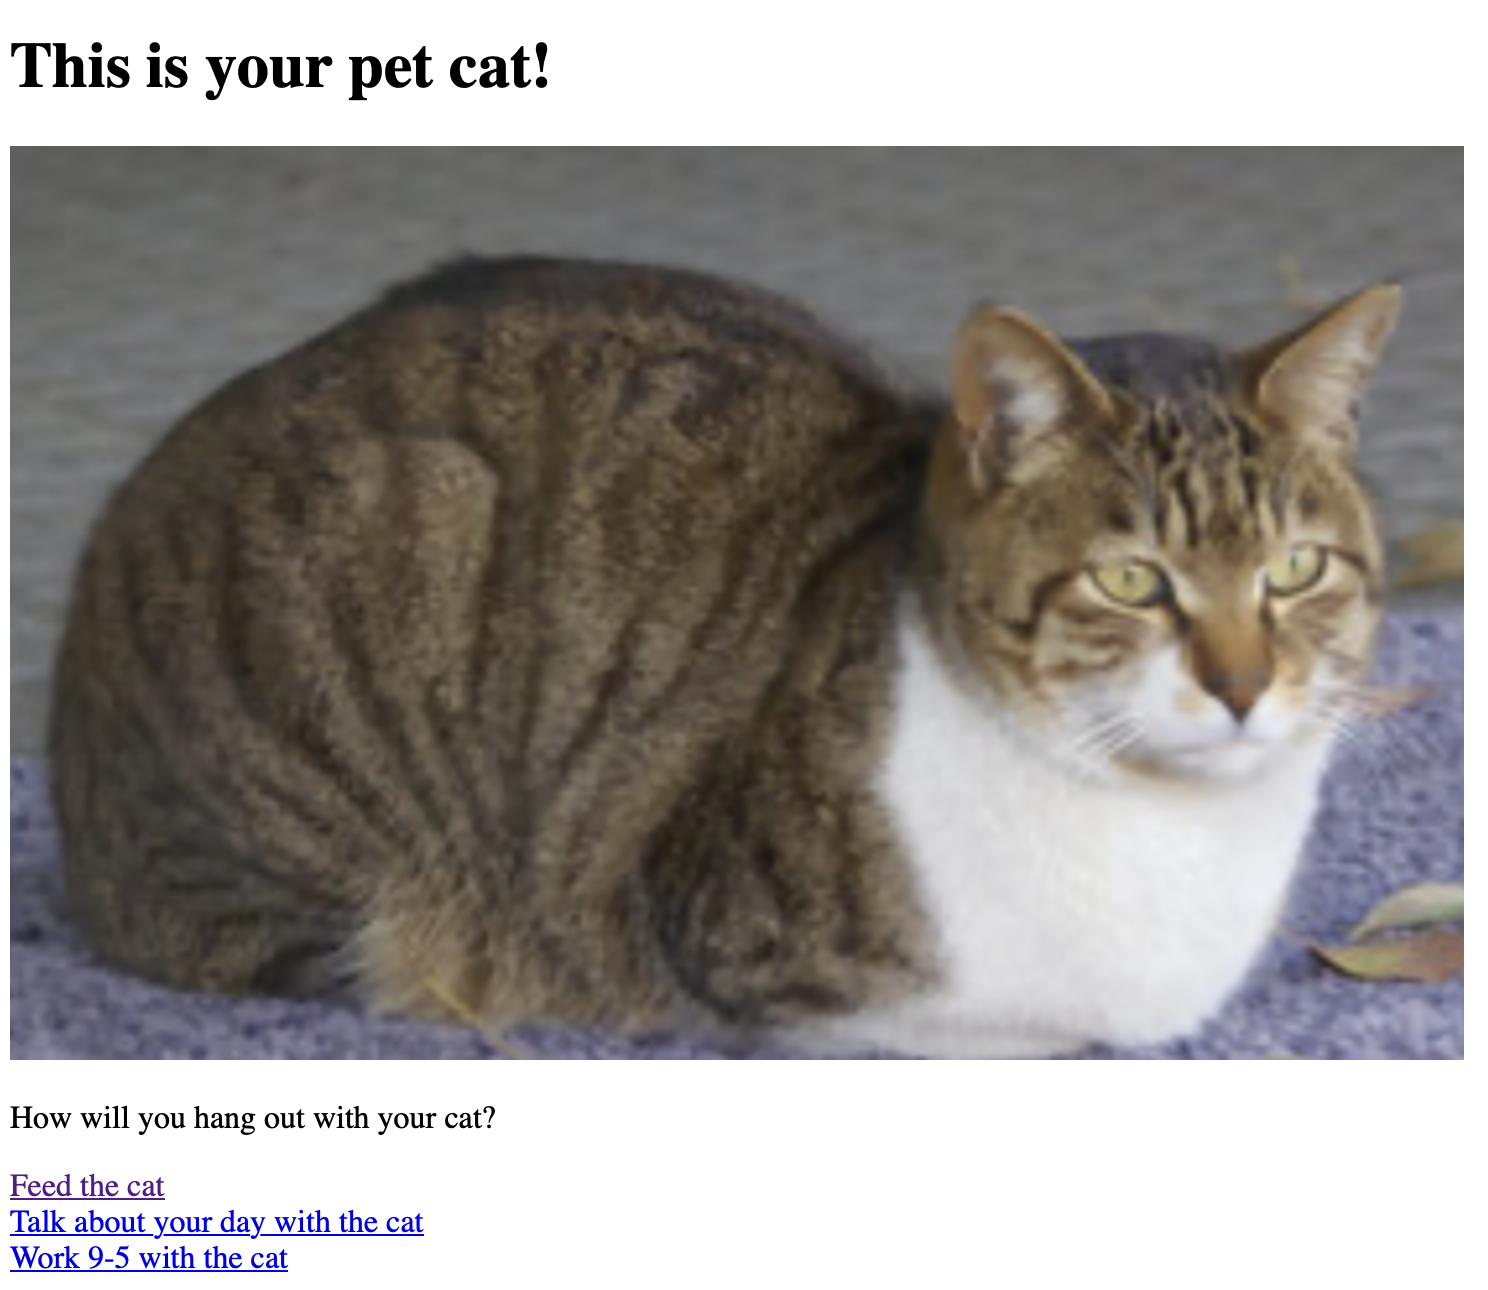 This is your pet cat!
How will you hang out with your cat?
Feed the cat
Talk about your day with the cat
Work 9-5 with the cat